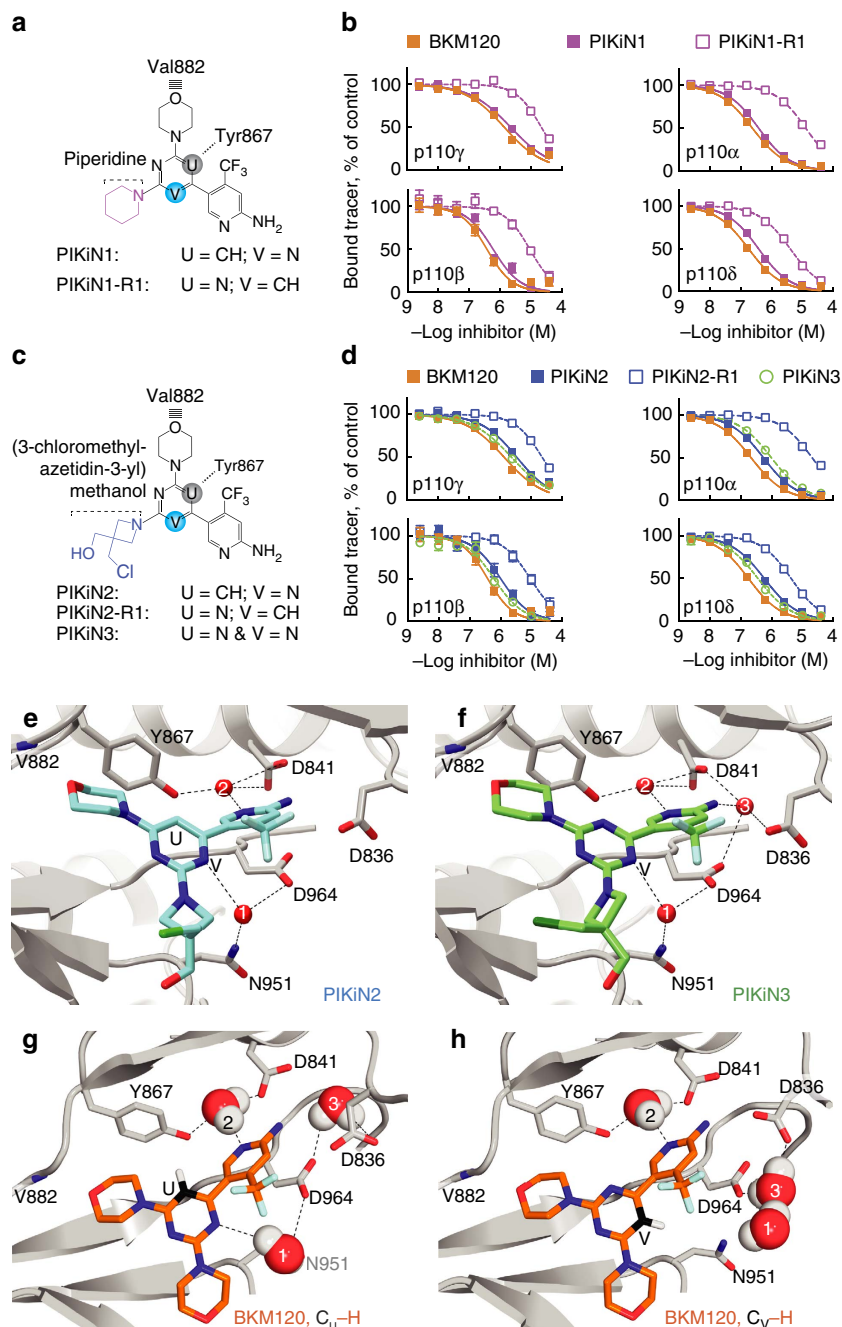 a
Val882
O
N
Tyr867
Piperidine
N
U
CF3
N
V
N
NH2
PIKiN1: U = CH; V = N
PIKiN1-R1: U = N; V = CH
b
BKM120 PIKiN1 PIKiN1-R1
Bound tracer, % of control
100
50
0
p110γ
100
50
0
p110α
100
50
0
p110β
9 8 7 6 5 4
–Log inhibitor (M)
100
50
0
p110δ
9 8 7 6 5 4
–Log inhibitor (M)
c
Val882
O
(3-chloromethyl-
azetidin-3-yl)
methanol
N
Tyr867
N
U
CF3
N
V
HO
Cl
N
NH2
PIKiN2: U = CH; V = N
PIKiN2-R1: U = N; V = CH
PIKiN3: U = N & V = N
d
BKM120 PIKiN2 PIKiN2-R1 PIKiN3
Bound tracer, % of control
100
50
0
p110γ
100
50
0
p110α
100
50
0
p110β
9 8 7 6 5 4
–Log inhibitor (M)
100
50
0
p110δ
9 8 7 6 5 4
–Log inhibitor (M)
e
Y867
V882
2
D841
U
V
D836
D964
1
N951
PIKiN2
f
Y867
V882
2
D841
3
D836
V
D964
1
N951
PIKiN3
g
D841
Y867
2
3
D836
U
V882
D964
1
N951
BKM120, CU–H
h
D841
Y867
D836
2
V882
D964
3
V
1
N951
BKM120, CV–H